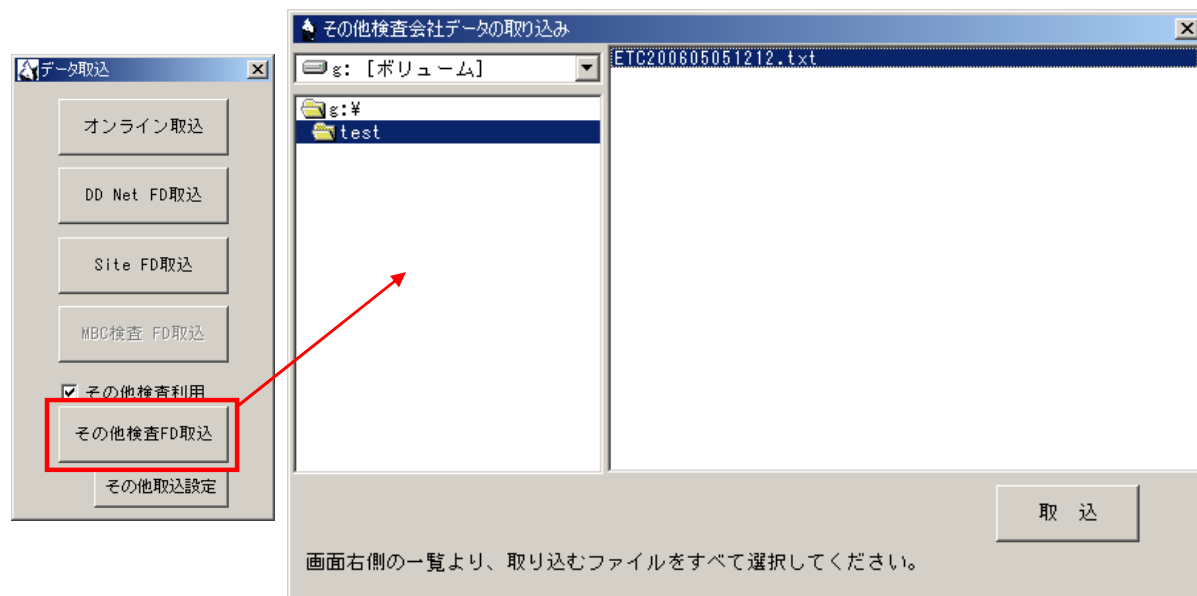 データ取込
オンライン取込
DD Net FD取込
Site FD取込
MBC検査 FD取込
その他検査利用
その他検査FD取込
その他取込設定
その他検査会社データの取り込み
g: [ボリューム]
g:¥
test
ETC200605051212.txt
取 込
画面右側の一覧より、取り込むファイルをすべて選択してください。